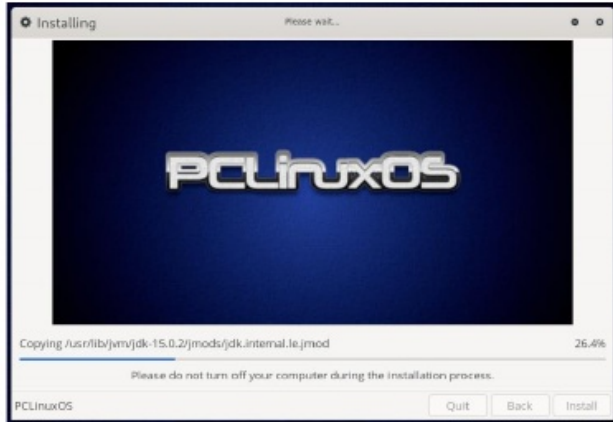 Installing
Please wait...
PCLinuxOS
Copying /usr/lib/jvm/jdk-15.0.2/jmods/jdk.internal.le.jmod 26.4%
Please do not turn off your computer during the installation process.
PCLinuxOS
Quit Back Install